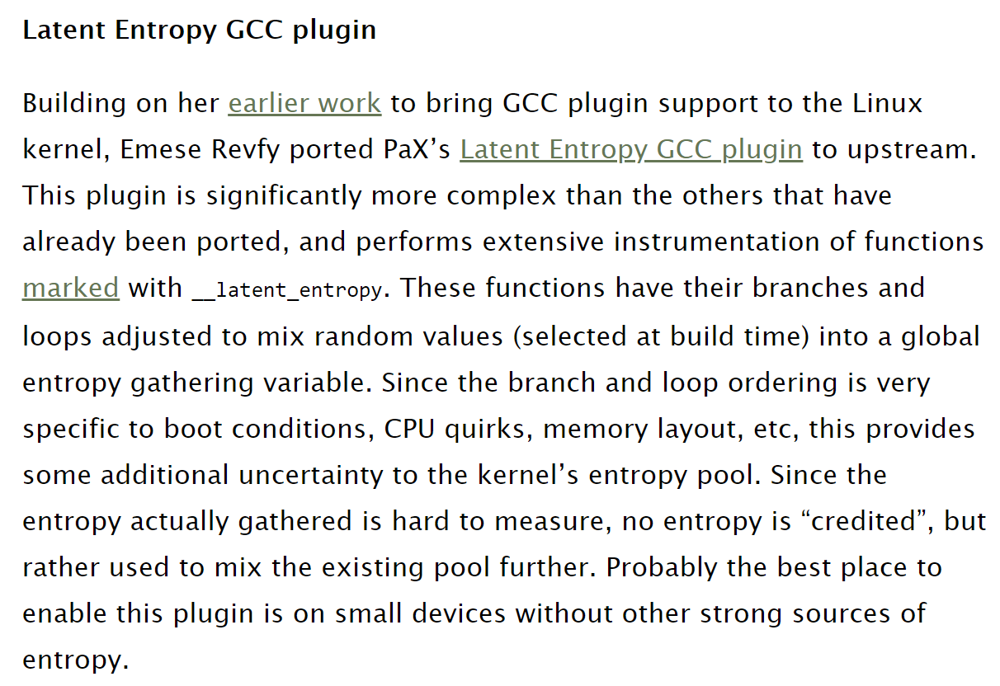 Latent Entropy GCC plugin
Building on her earlier work to bring GCC plugin support to the Linux
kernel, Emese Revfy ported PaX’s Latent Entropy GCC plugin to upstream.
This plugin is significantly more complex than the others that have
already been ported, and performs extensive instrumentation of functions
marked with __latent_entropy. These functions have their branches and
loops adjusted to mix random values (selected at build time) into a global
entropy gathering variable. Since the branch and loop ordering is very
specific to boot conditions, CPU quirks, memory layout, etc, this provides
some additional uncertainty to the kernel’s entropy pool. Since the
entropy actually gathered is hard to measure, no entropy is “credited”, but
rather used to mix the existing pool further. Probably the best place to
enable this plugin is on small devices without other strong sources of
entropy.